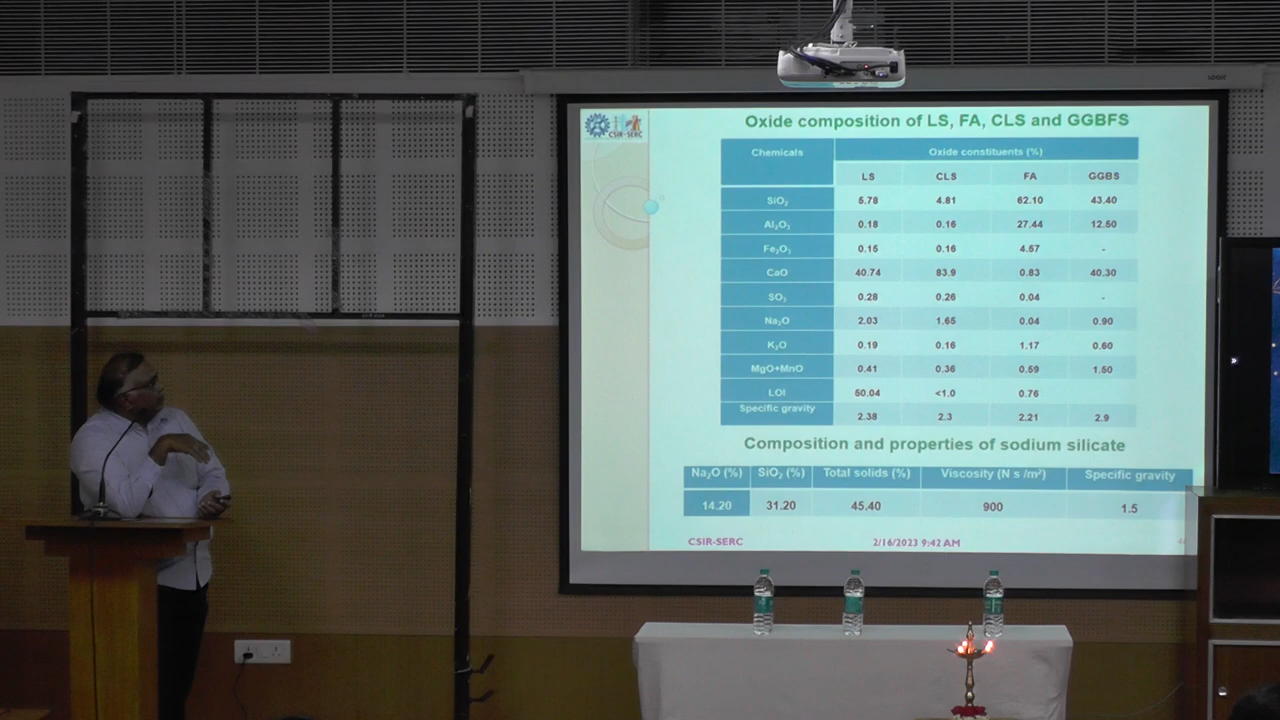 LOGIC
CSIR-SERC
Oxide composition of LS, FA, CLS and GGBFS
Chemicals Oxide constituents (%)
LS CLS FA GGBS
SiO₂ 5.78 4.81 62.10 43.40
Al₂O₃ 0.18 0.16 27.44 12.50
Fe₂O₃ 0.15 0.16 4.57 -
CaO 40.74 83.9 0.83 40.30
SO₃ 0.28 0.26 0.04 -
Na₂O 2.03 1.65 0.04 0.90
K₂O 0.19 0.16 1.17 0.60
MgO+MnO 0.41 0.36 0.59 1.50
LOI 50.04 <1.0 0.76
Specific gravity 2.38 2.3 2.21 2.9
Composition and properties of sodium silicate
Na₂O (%) SiO₂ (%) Total solids (%) Viscosity (N s /m²) Specific gravity
14.20 31.20 45.40 900 1.5
CSIR-SERC 2/16/2023 9:42 AM